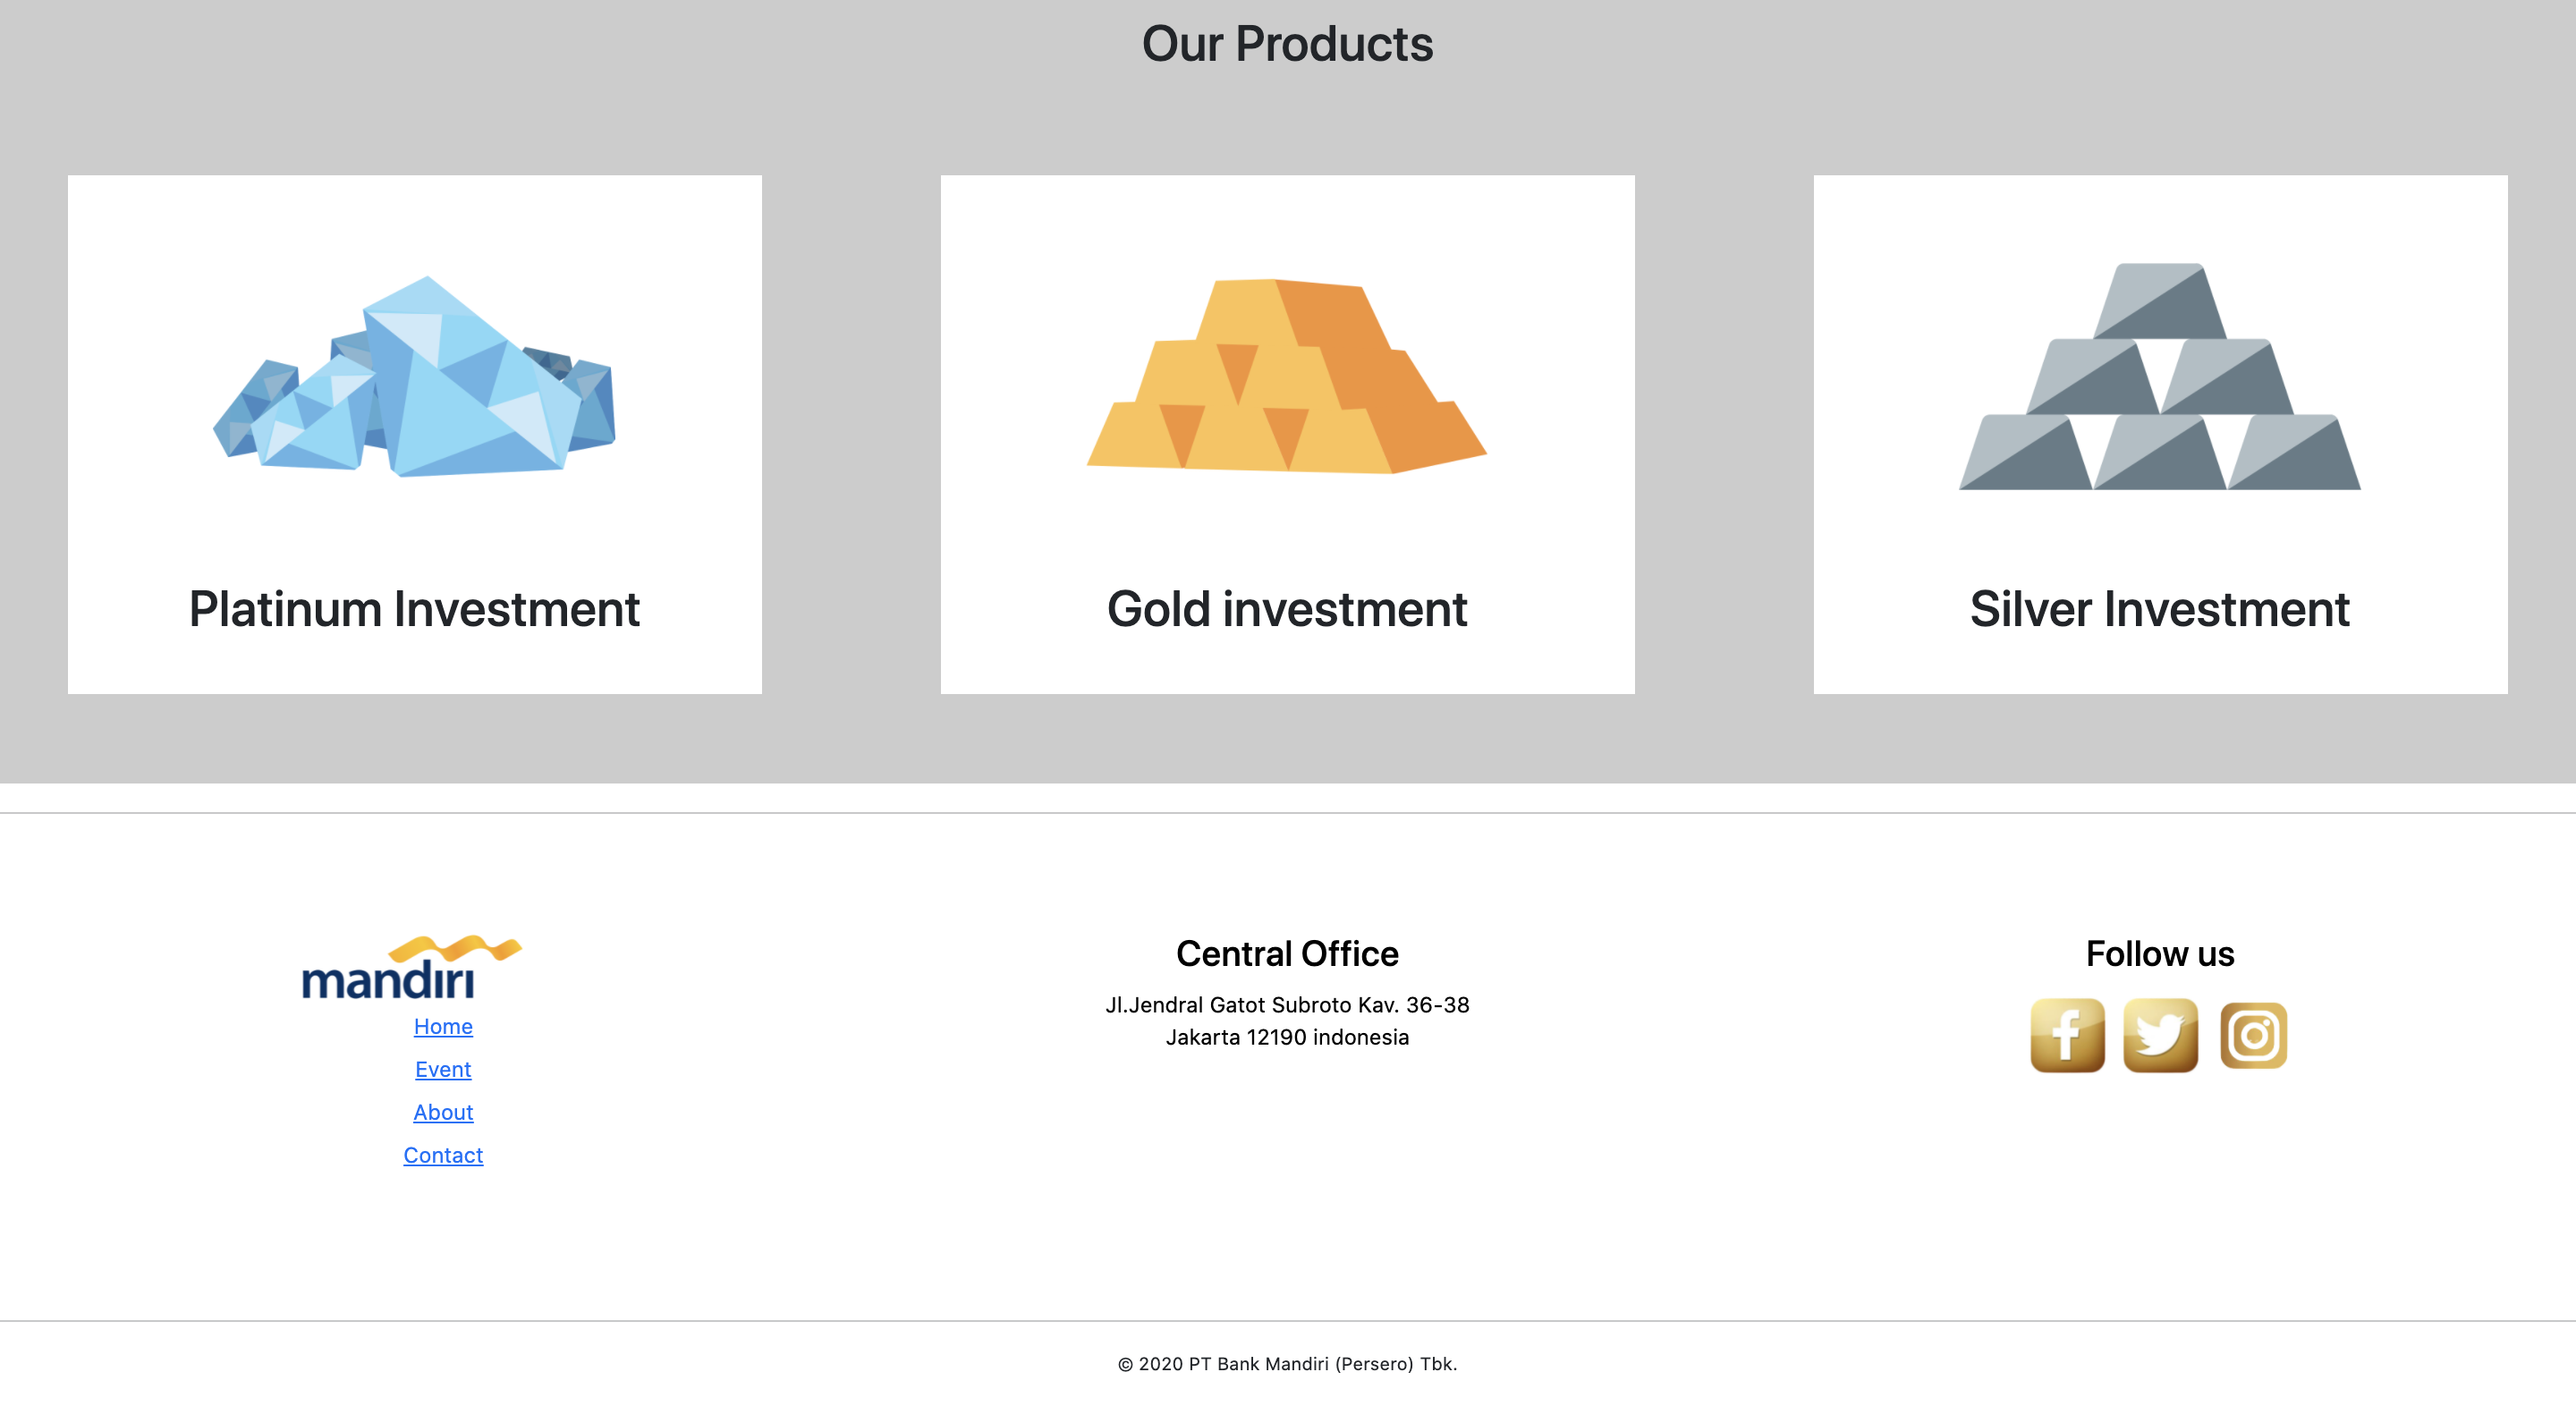 Our Products
Platinum Investment
Gold investment
Silver Investment
mandiri
Home
Event
About
Contact
Central Office
Jl.Jendral Gatot Subroto Kav. 36-38
Jakarta 12190 indonesia
Follow us
© 2020 PT Bank Mandiri (Persero) Tbk.